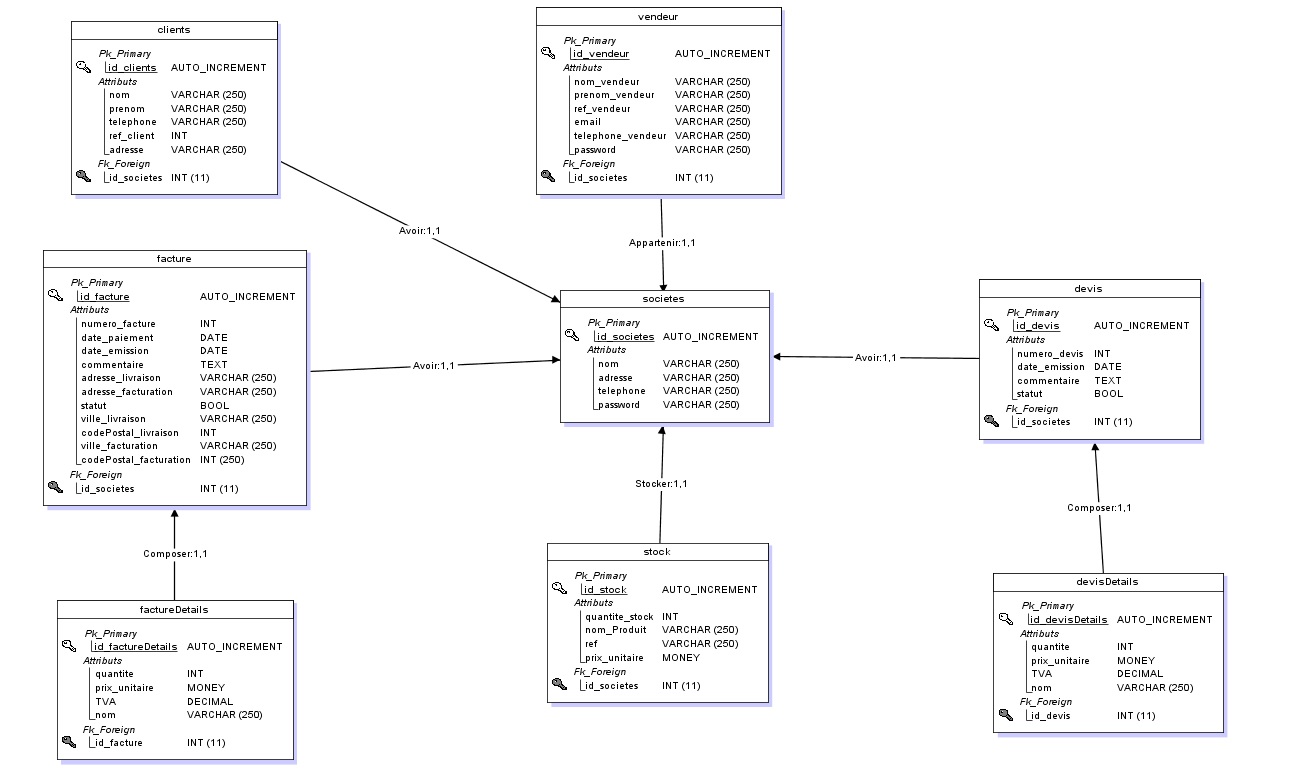 clients
Pk_Primary
id_clients AUTO_INCREMENT
Attributs
nom VARCHAR (250)
prenom VARCHAR (250)
telephone VARCHAR (250)
ref_client INT
adresse VARCHAR (250)
Fk_Foreign
id_societes INT (11)
vendeur
Pk_Primary
id_vendeur AUTO_INCREMENT
Attributs
nom_vendeur VARCHAR (250)
prenom_vendeur VARCHAR (250)
ref_vendeur VARCHAR (250)
email VARCHAR (250)
telephone_vendeur VARCHAR (250)
password VARCHAR (250)
Fk_Foreign
id_societes INT (11)
Avoir:1,1
Appartenir:1,1
facture
Pk_Primary
id_facture AUTO_INCREMENT
Attributs
numero_facture INT
date_paiement DATE
date_emission DATE
commentaire TEXT
adresse_livraison VARCHAR (250)
adresse_facturation VARCHAR (250)
statut BOOL
ville_livraison VARCHAR (250)
codePostal_livraison INT
ville_facturation VARCHAR (250)
codePostal_facturation INT (250)
Fk_Foreign
id_societes INT (11)
Avoir:1,1
societes
Pk_Primary
id_societes AUTO_INCREMENT
Attributs
nom VARCHAR (250)
adresse VARCHAR (250)
telephone VARCHAR (250)
password VARCHAR (250)
Avoir:1,1
devis
Pk_Primary
id_devis AUTO_INCREMENT
Attributs
numero_devis INT
date_emission DATE
commentaire TEXT
statut BOOL
Fk_Foreign
id_societes INT (11)
Composer:1,1
Stocker:1,1
Composer:1,1
factureDetails
Pk_Primary
id_factureDetails AUTO_INCREMENT
Attributs
quantite INT
prix_unitaire MONEY
TVA DECIMAL
nom VARCHAR (250)
Fk_Foreign
id_facture INT (11)
stock
Pk_Primary
id_stock AUTO_INCREMENT
Attributs
quantite_stock INT
nom_Produit VARCHAR (250)
ref VARCHAR (250)
prix_unitaire MONEY
Fk_Foreign
id_societes INT (11)
devisDetails
Pk_Primary
id_devisDetails AUTO_INCREMENT
Attributs
quantite INT
prix_unitaire MONEY
TVA DECIMAL
nom VARCHAR (250)
Fk_Foreign
id_devis INT (11)